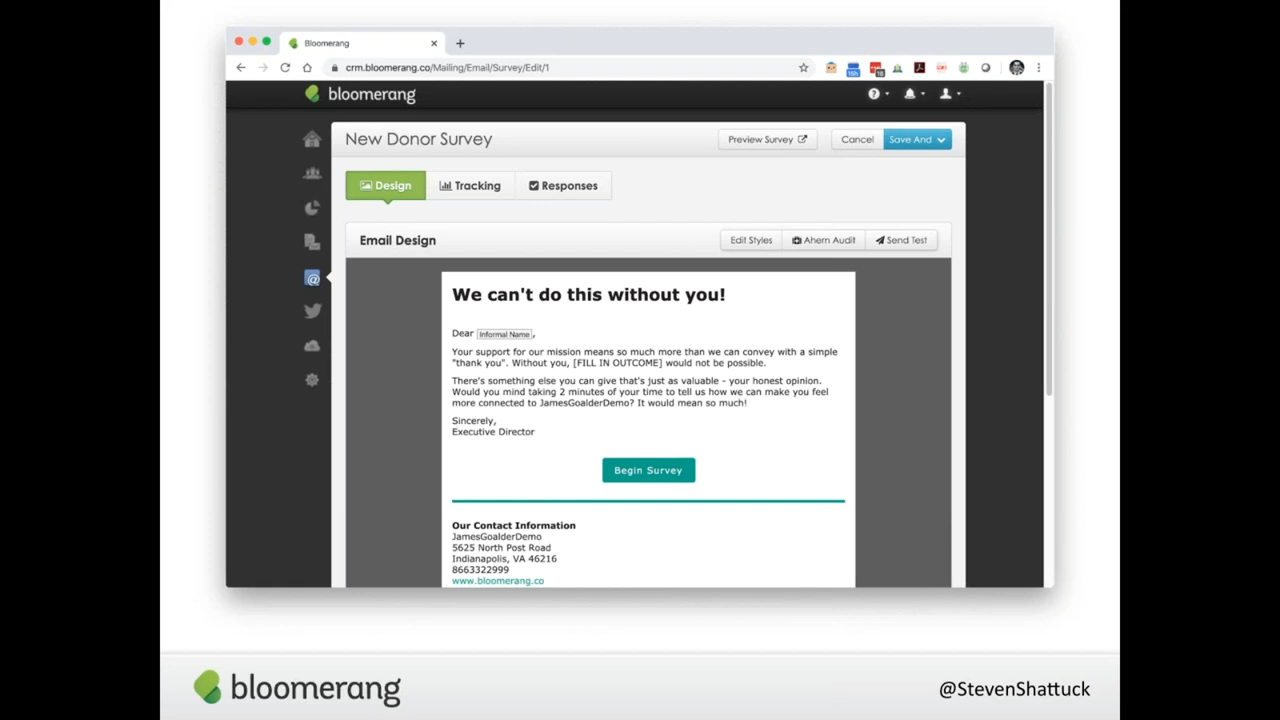 Bloomerang
crm.bloomerang.co/Mailing/Email/Survey/Edit/1
bloomerang
New Donor Survey
Preview Survey
Cancel
Save And
Design
Tracking
Responses
Email Design
Edit Styles
Ahern Audit
Send Test
We can't do this without you!
Dear Informal Name,
Your support for our mission means so much more than we can convey with a simple
"thank you". Without you, [FILL IN OUTCOME] would not be possible.
There's something else you can give that's just as valuable - your honest opinion.
Would you mind taking 2 minutes of your time to tell us how we can make you feel
more connected to JamesGoalderDemo? It would mean so much!
Sincerely,
Executive Director
Begin Survey
Our Contact Information
JamesGoalderDemo
5625 North Post Road
Indianapolis, VA 46216
8663322999
www.bloomerang.co
bloomerang
@StevenShattuck